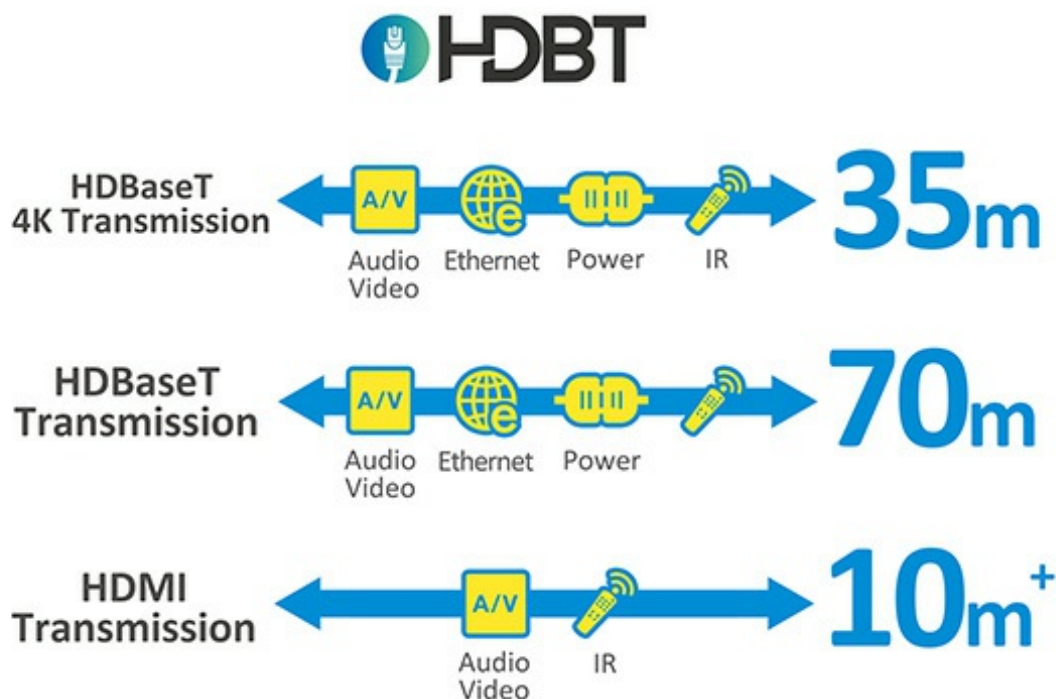 HDBT
HDBaseT
4K Transmission
A/V
e
Audio
Video
Ethernet
Power
IR
35m
HDBaseT
Transmission
A/V
e
Audio
Video
Ethernet
Power
70m
HDMI
Transmission
A/V
Audio
Video
IR
10m+